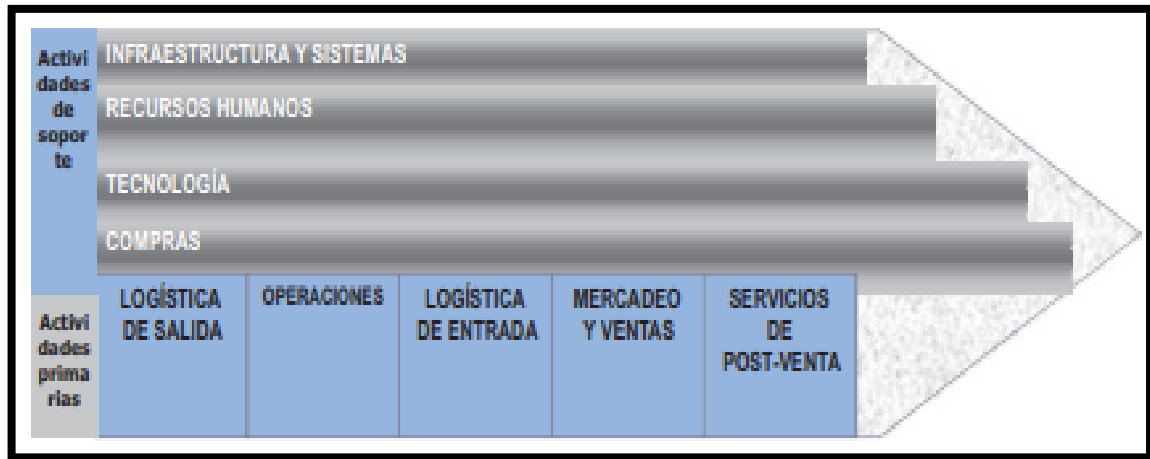 Activi
dades
de
sopor
te
INFRAESTRUCTURA Y SISTEMAS
RECURSOS HUMANOS
TECNOLOGÍA
COMPRAS
Activi
dades
prima
rias
LOGÍSTICA
DE SALIDA
OPERACIONES
LOGÍSTICA
DE ENTRADA
MERCADEO
Y VENTAS
SERVICIOS
DE
POST-VENTA